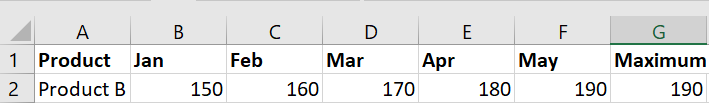 A B C D E F G
1 Product Jan Feb Mar Apr May Maximum
2 Product B 150 160 170 180 190 190